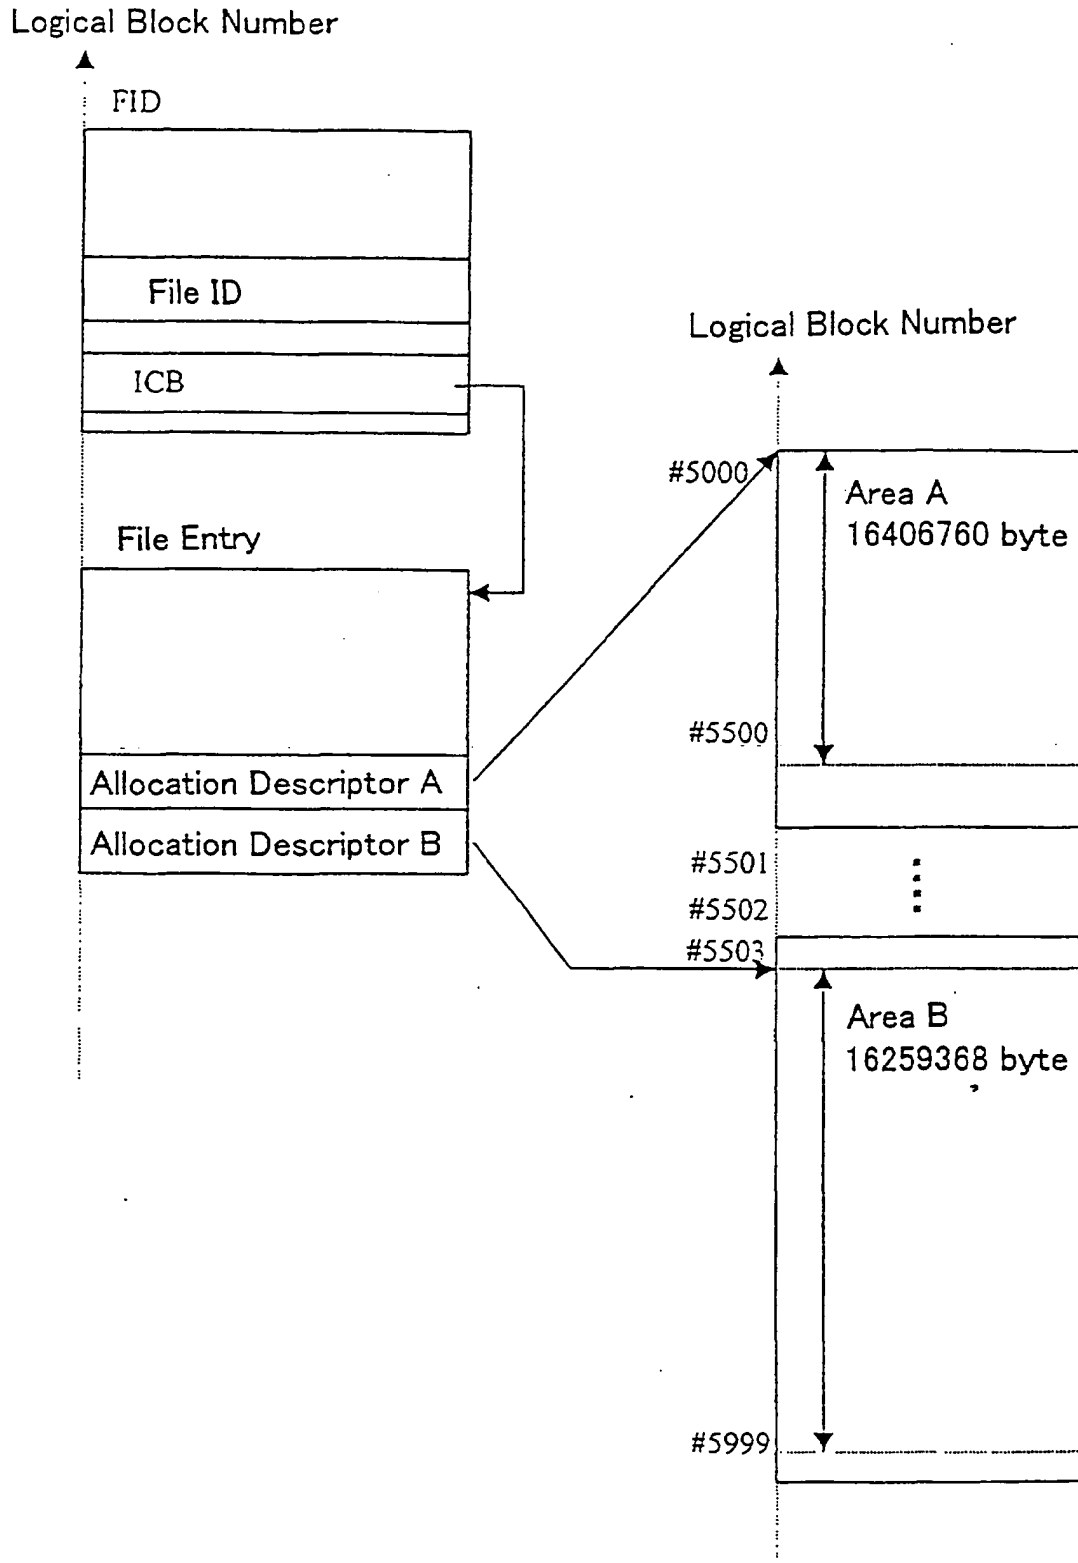 Logical Block Number
FID
File ID
ICB
File Entry
Allocation Descriptor A
Allocation Descriptor B
Logical Block Number
#5000
Area A
16406760 byte
#5500
#5501
#5502
#5503
Area B
16259368 byte
#5999